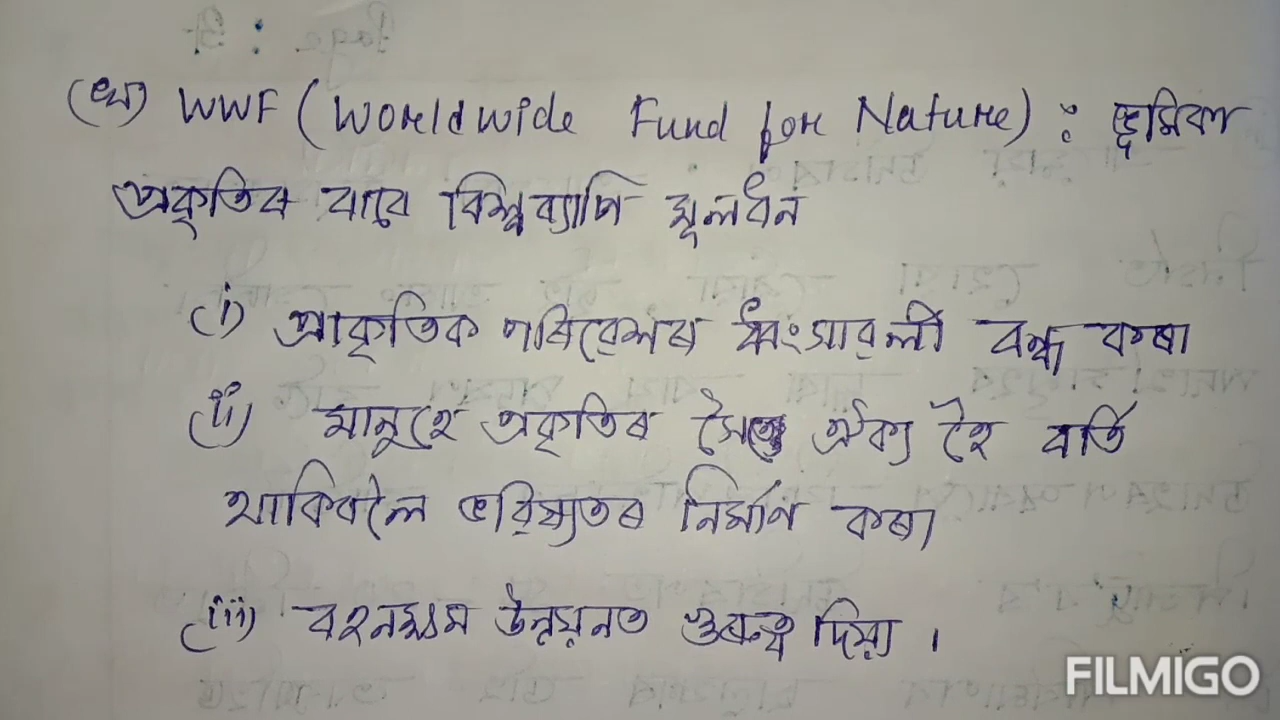 (খ) WWF (Worldwide Fund for Nature) : ভূমিকা
প্ৰকৃতিৰ বাবে বিশ্বব্যাপি মূলধন
(i) প্ৰাকৃতিক পৰিৱেশৰ ধ্বংসাৱলী বন্ধ কৰা
(ii) মানুহে প্ৰকৃতিৰ সৈতে ঐক্য হৈ বৰ্তি
থাকিবলৈ ভৱিষ্যতৰ নিৰ্মাণ কৰা
(iii) বহনক্ষম উন্নয়নত গুৰুত্ব দিয়া ।
FILMIGO